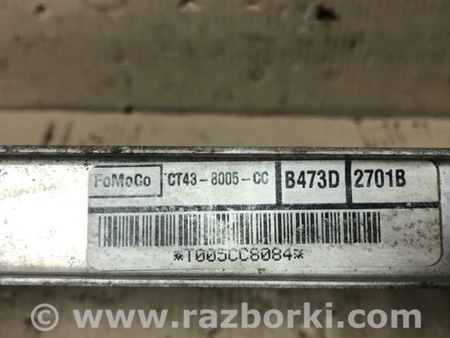 FoMoCo CT43-8005-CC B473D 2701B
*T005CC8084*
© www.razborki.com